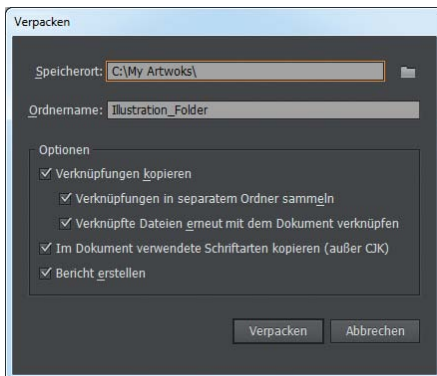 Verpacken
Speicherort: C:\My Artwoks\
Ordnername: Illustration_Folder
Optionen
Verknüpfungen kopieren
Verknüpfungen in separatem Ordner sammeln
Verknüpfte Dateien erneut mit dem Dokument verknüpfen
Im Dokument verwendete Schriftarten kopieren (außer CJK)
Bericht erstellen
Verpacken Abbrechen